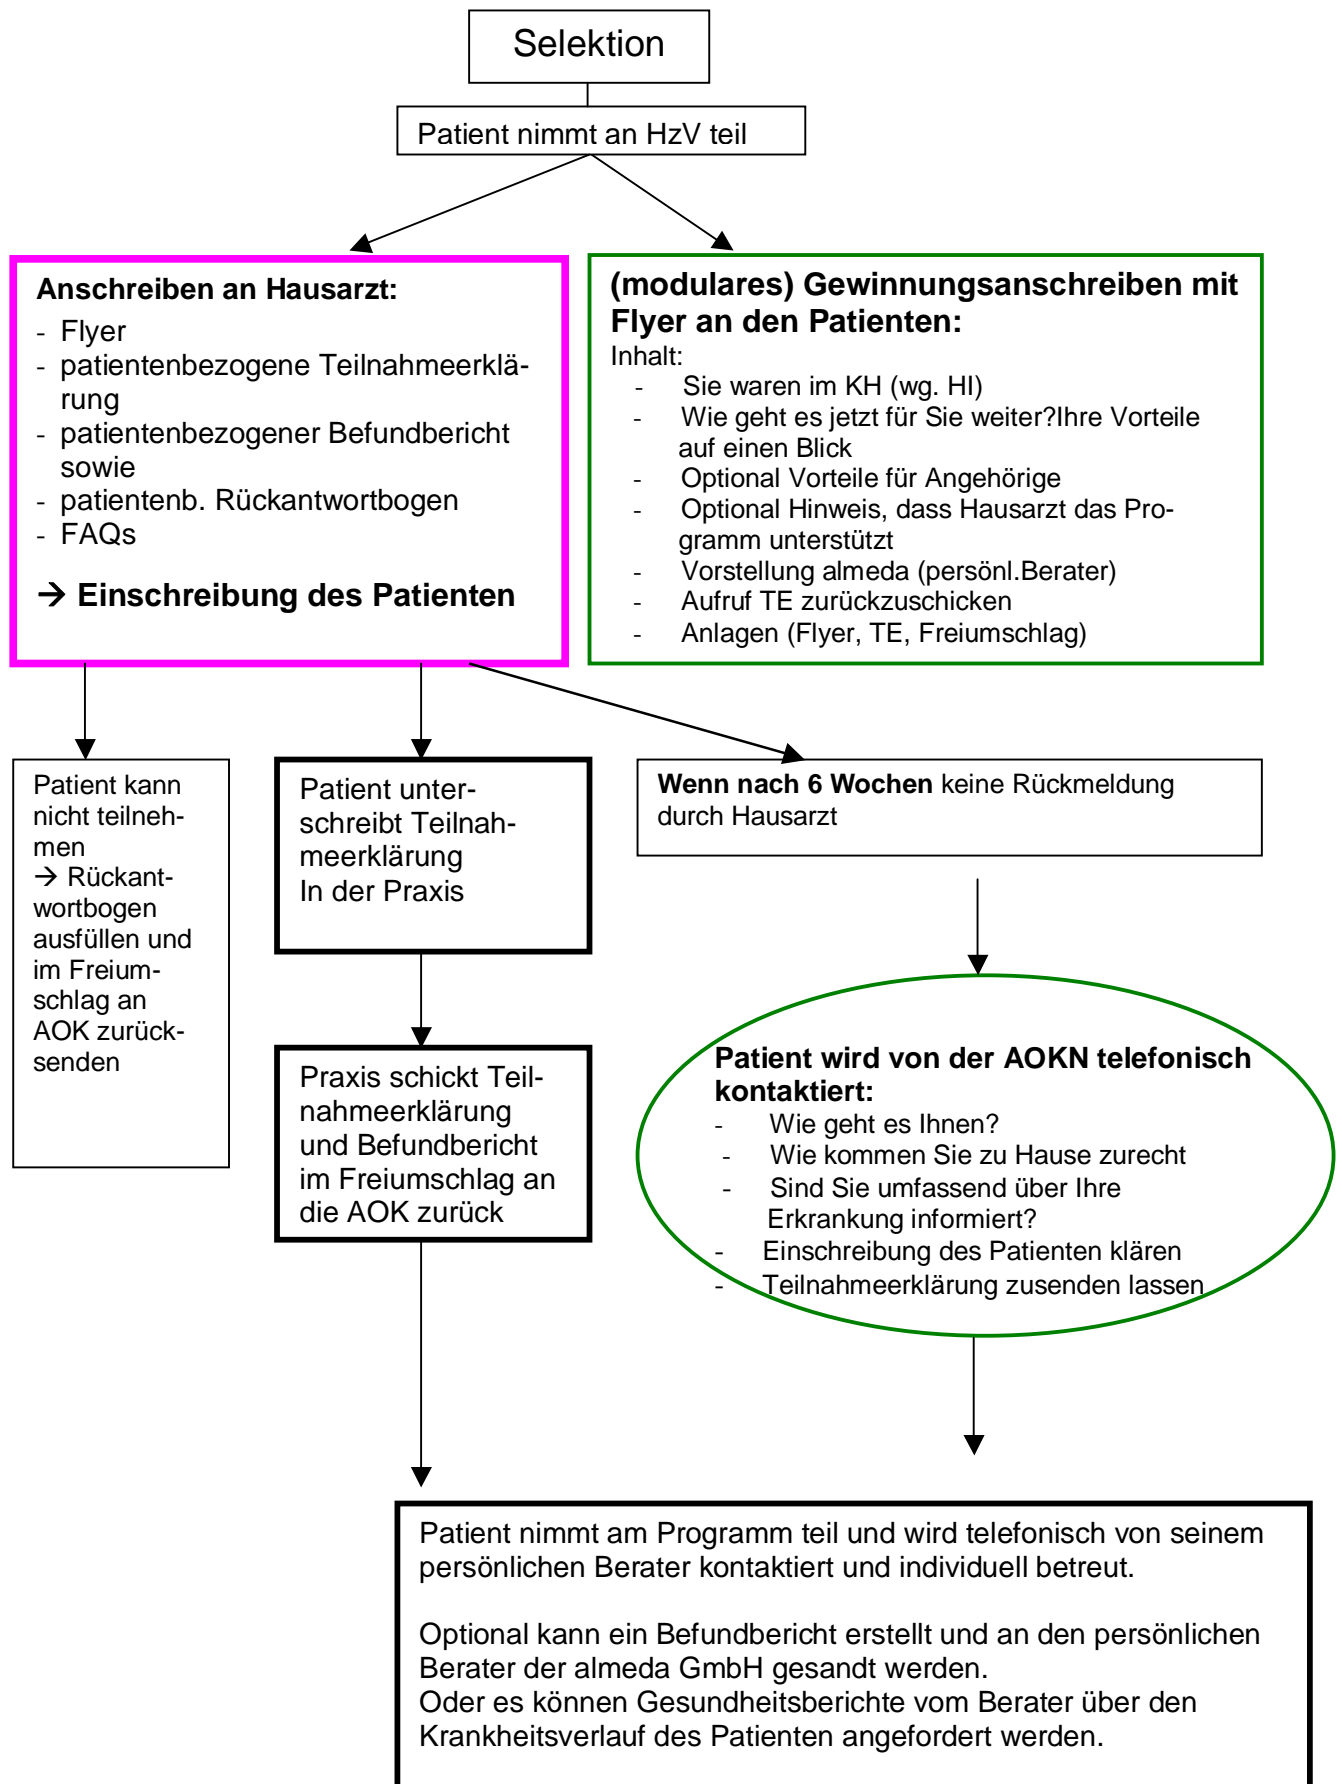 Selektion
Patient nimmt an HzV teil
Anschreiben an Hausarzt:
- Flyer
- patientenbezogene Teilnahmeerklä-
rung
- patientenbezogener Befundbericht
sowie
- patientenb. Rückantwortbogen
- FAQs
→ Einschreibung des Patienten
(modulares) Gewinnungsanschreiben mit
Flyer an den Patienten:
Inhalt:
- Sie waren im KH (wg. HI)
- Wie geht es jetzt für Sie weiter?Ihre Vorteile
auf einen Blick
- Optional Vorteile für Angehörige
- Optional Hinweis, dass Hausarzt das Pro-
gramm unterstützt
- Vorstellung almeda (persönl.Berater)
- Aufruf TE zurückzuschicken
- Anlagen (Flyer, TE, Freiumschlag)
Patient kann
nicht teilneh-
men
→ Rückant-
wortbogen
ausfüllen und
im Freium-
schlag an
AOK zurück-
senden
Patient unter-
schreibt Teilnah-
meerklärung
In der Praxis
Wenn nach 6 Wochen keine Rückmeldung
durch Hausarzt
Praxis schickt Teil-
nahmeerklärung
und Befundbericht
im Freiumschlag an
die AOK zurück
Patient wird von der AOKN telefonisch
kontaktiert:
- Wie geht es Ihnen?
- Wie kommen Sie zu Hause zurecht
- Sind Sie umfassend über Ihre
Erkrankung informiert?
- Einschreibung des Patienten klären
- Teilnahmeerklärung zusenden lassen
Patient nimmt am Programm teil und wird telefonisch von seinem
persönlichen Berater kontaktiert und individuell betreut.
Optional kann ein Befundbericht erstellt und an den persönlichen
Berater der almeda GmbH gesandt werden.
Oder es können Gesundheitsberichte vom Berater über den
Krankheitsverlauf des Patienten angefordert werden.